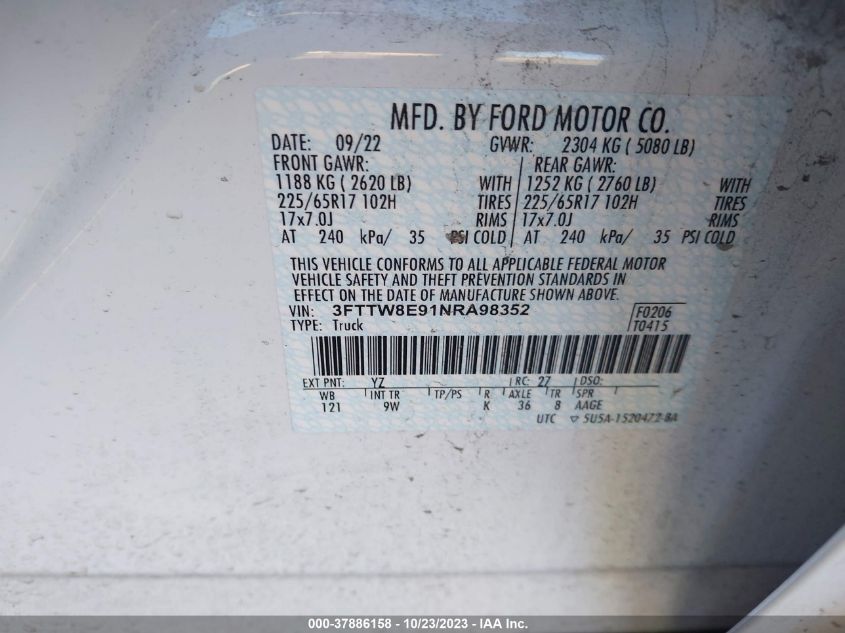 MFD. BY FORD MOTOR CO.
DATE: 09/22 GVWR: 2304 KG ( 5080 LB)
FRONT GAWR: REAR GAWR:
1188 KG ( 2620 LB) WITH 1252 KG ( 2760 LB) WITH
225/65R17 102H TIRES 225/65R17 102H TIRES
17x7.0J RIMS 17x7.0J RIMS
AT 240 kPa/ 35 PSI COLD AT 240 kPa/ 35 PSI COLD
THIS VEHICLE CONFORMS TO ALL APPLICABLE FEDERAL MOTOR
VEHICLE SAFETY AND THEFT PREVENTION STANDARDS IN
EFFECT ON THE DATE OF MANUFACTURE SHOWN ABOVE.
VIN: 3FTTW8E91NRA98352 F0206
TYPE: Truck T0415
EXT PNT: YZ RC: 27 DSO:
WB INT TR TP/PS R AXLE TR SPR
121 9W K 36 8 AAGE
UTC ▽ 5U5A-1520472-BA
000-37886158 - 10/23/2023 - IAA Inc.